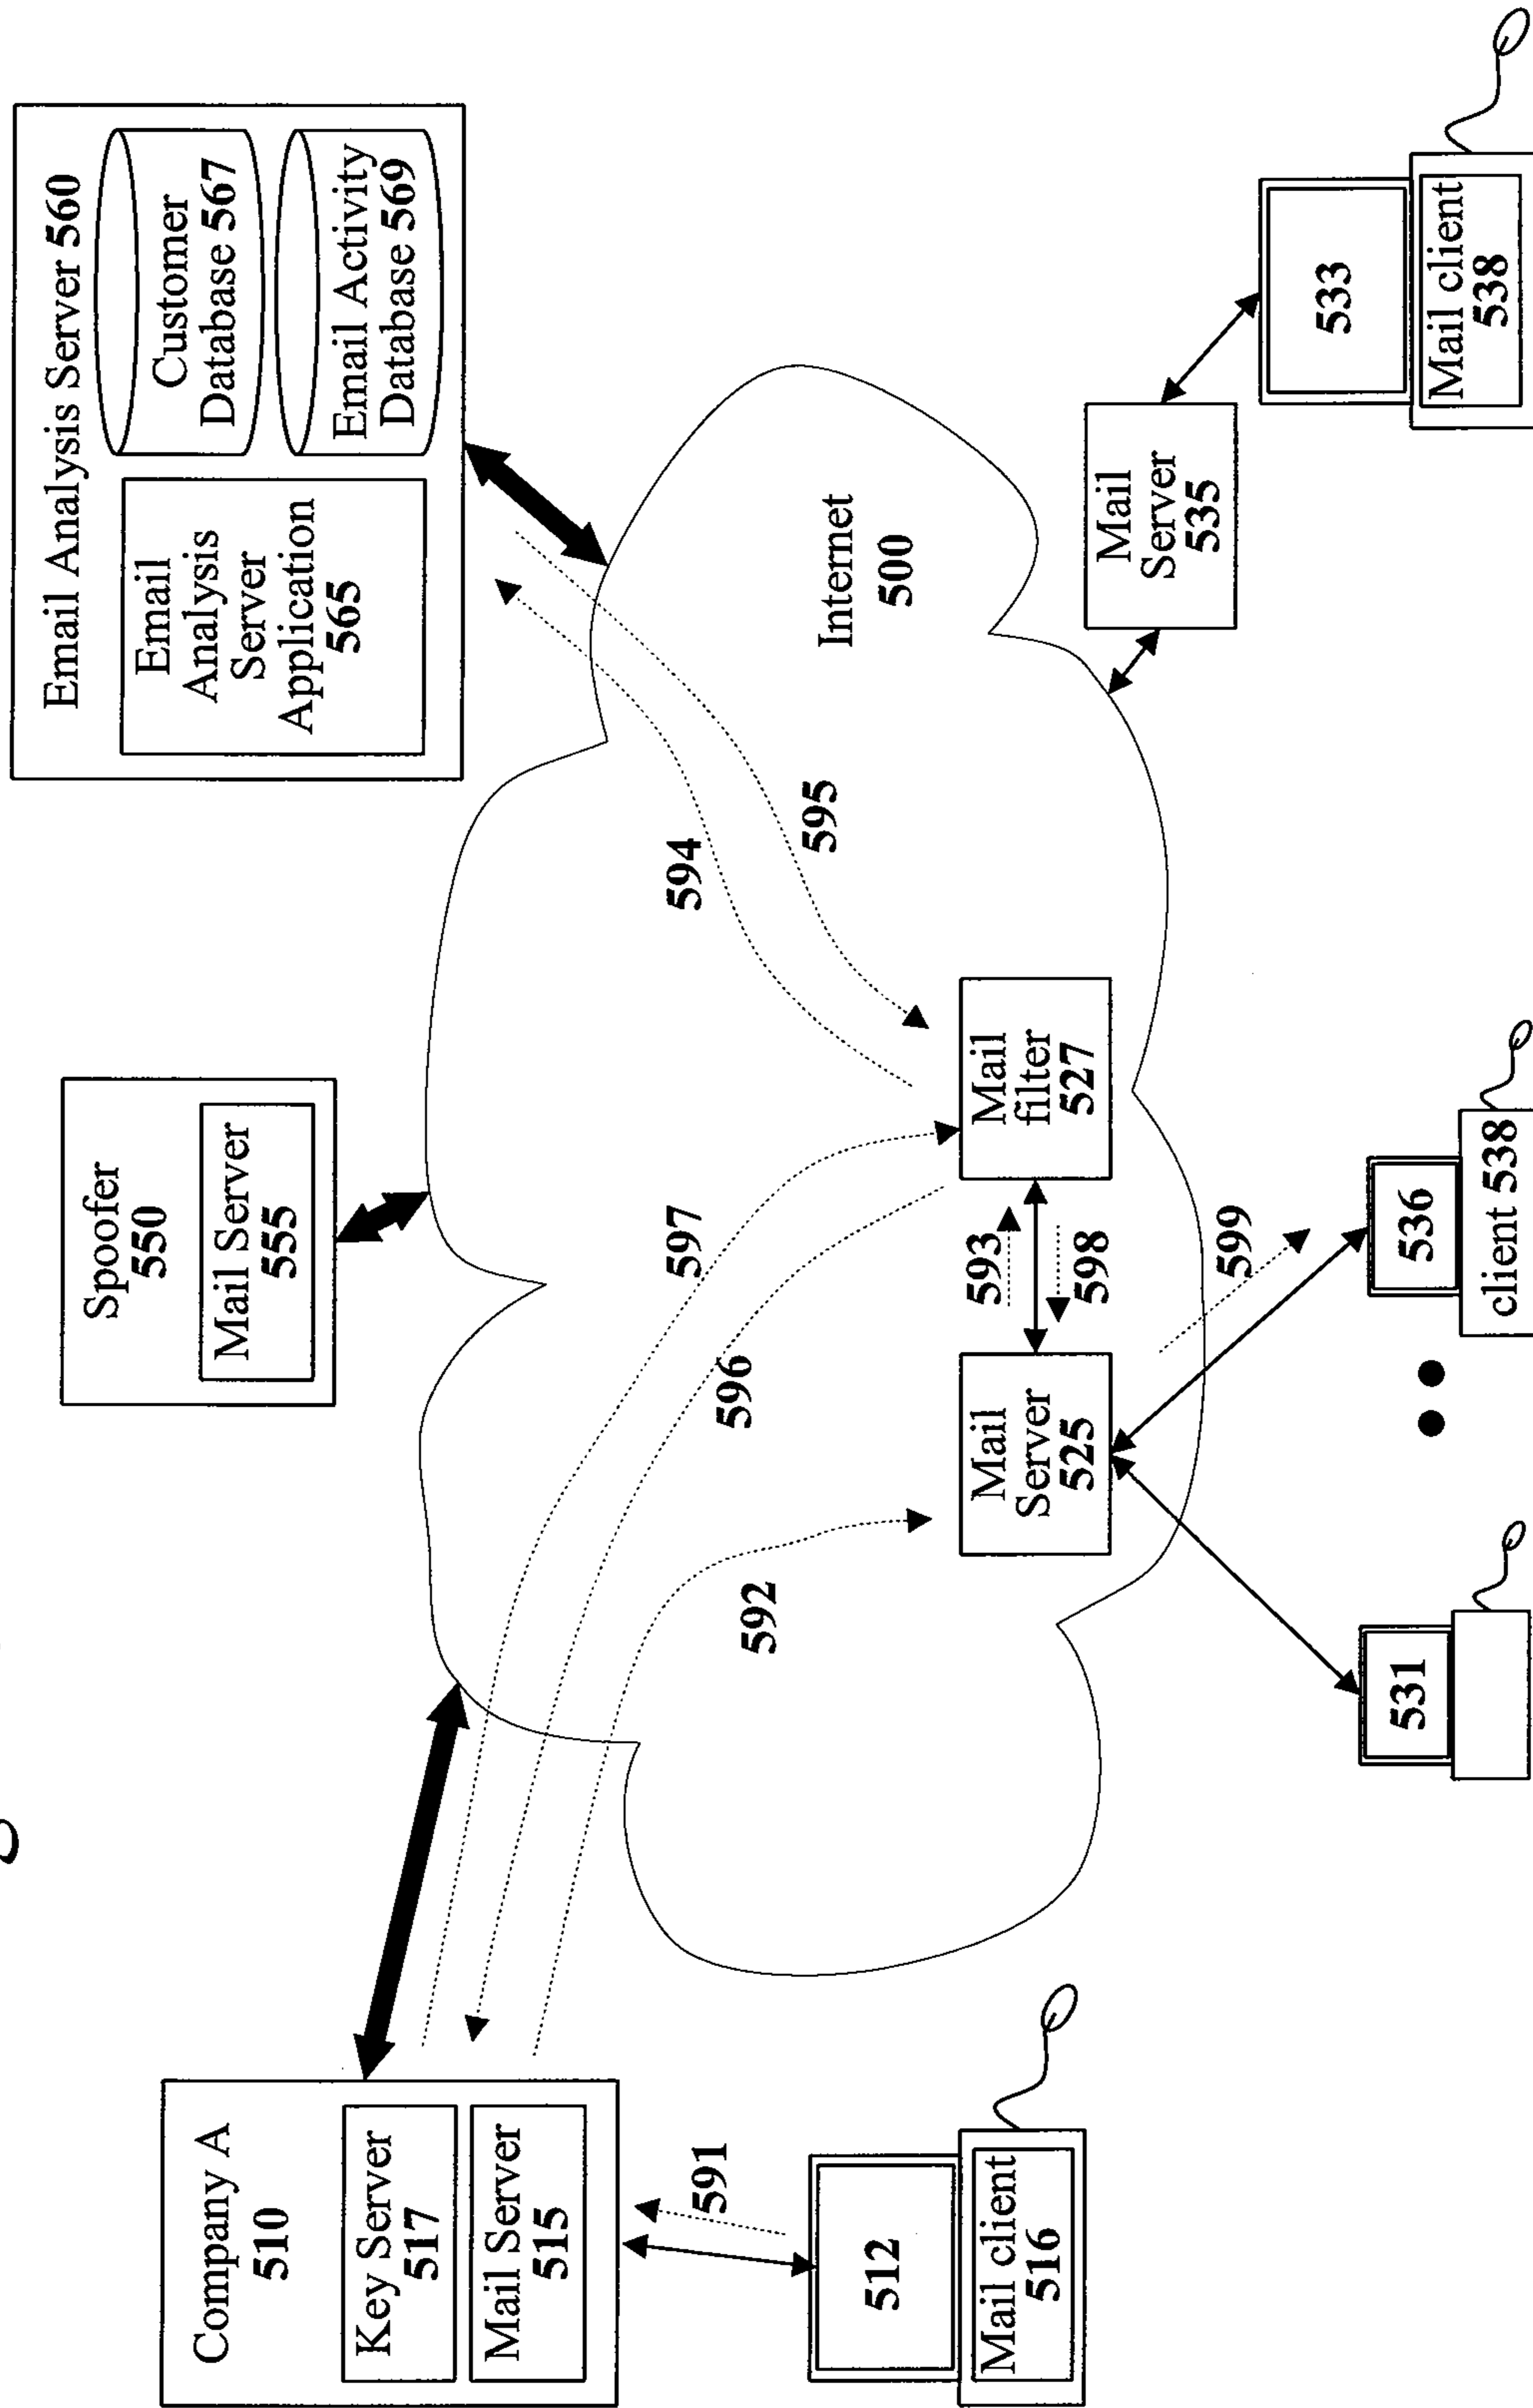 Company A
510
Key Server
517
Mail Server
515
591
512
Mail client
516
Spoofer
550
Mail Server
555
Email Analysis Server 560
Email
Analysis
Server
Application
565
Customer
Database 567
Email Activity
Database 569
Internet
500
594
595
597
596
592
593
598
599
Mail
Server
525
Mail
filter
527
Mail
Server
535
531
536
client 538
533
Mail client
538